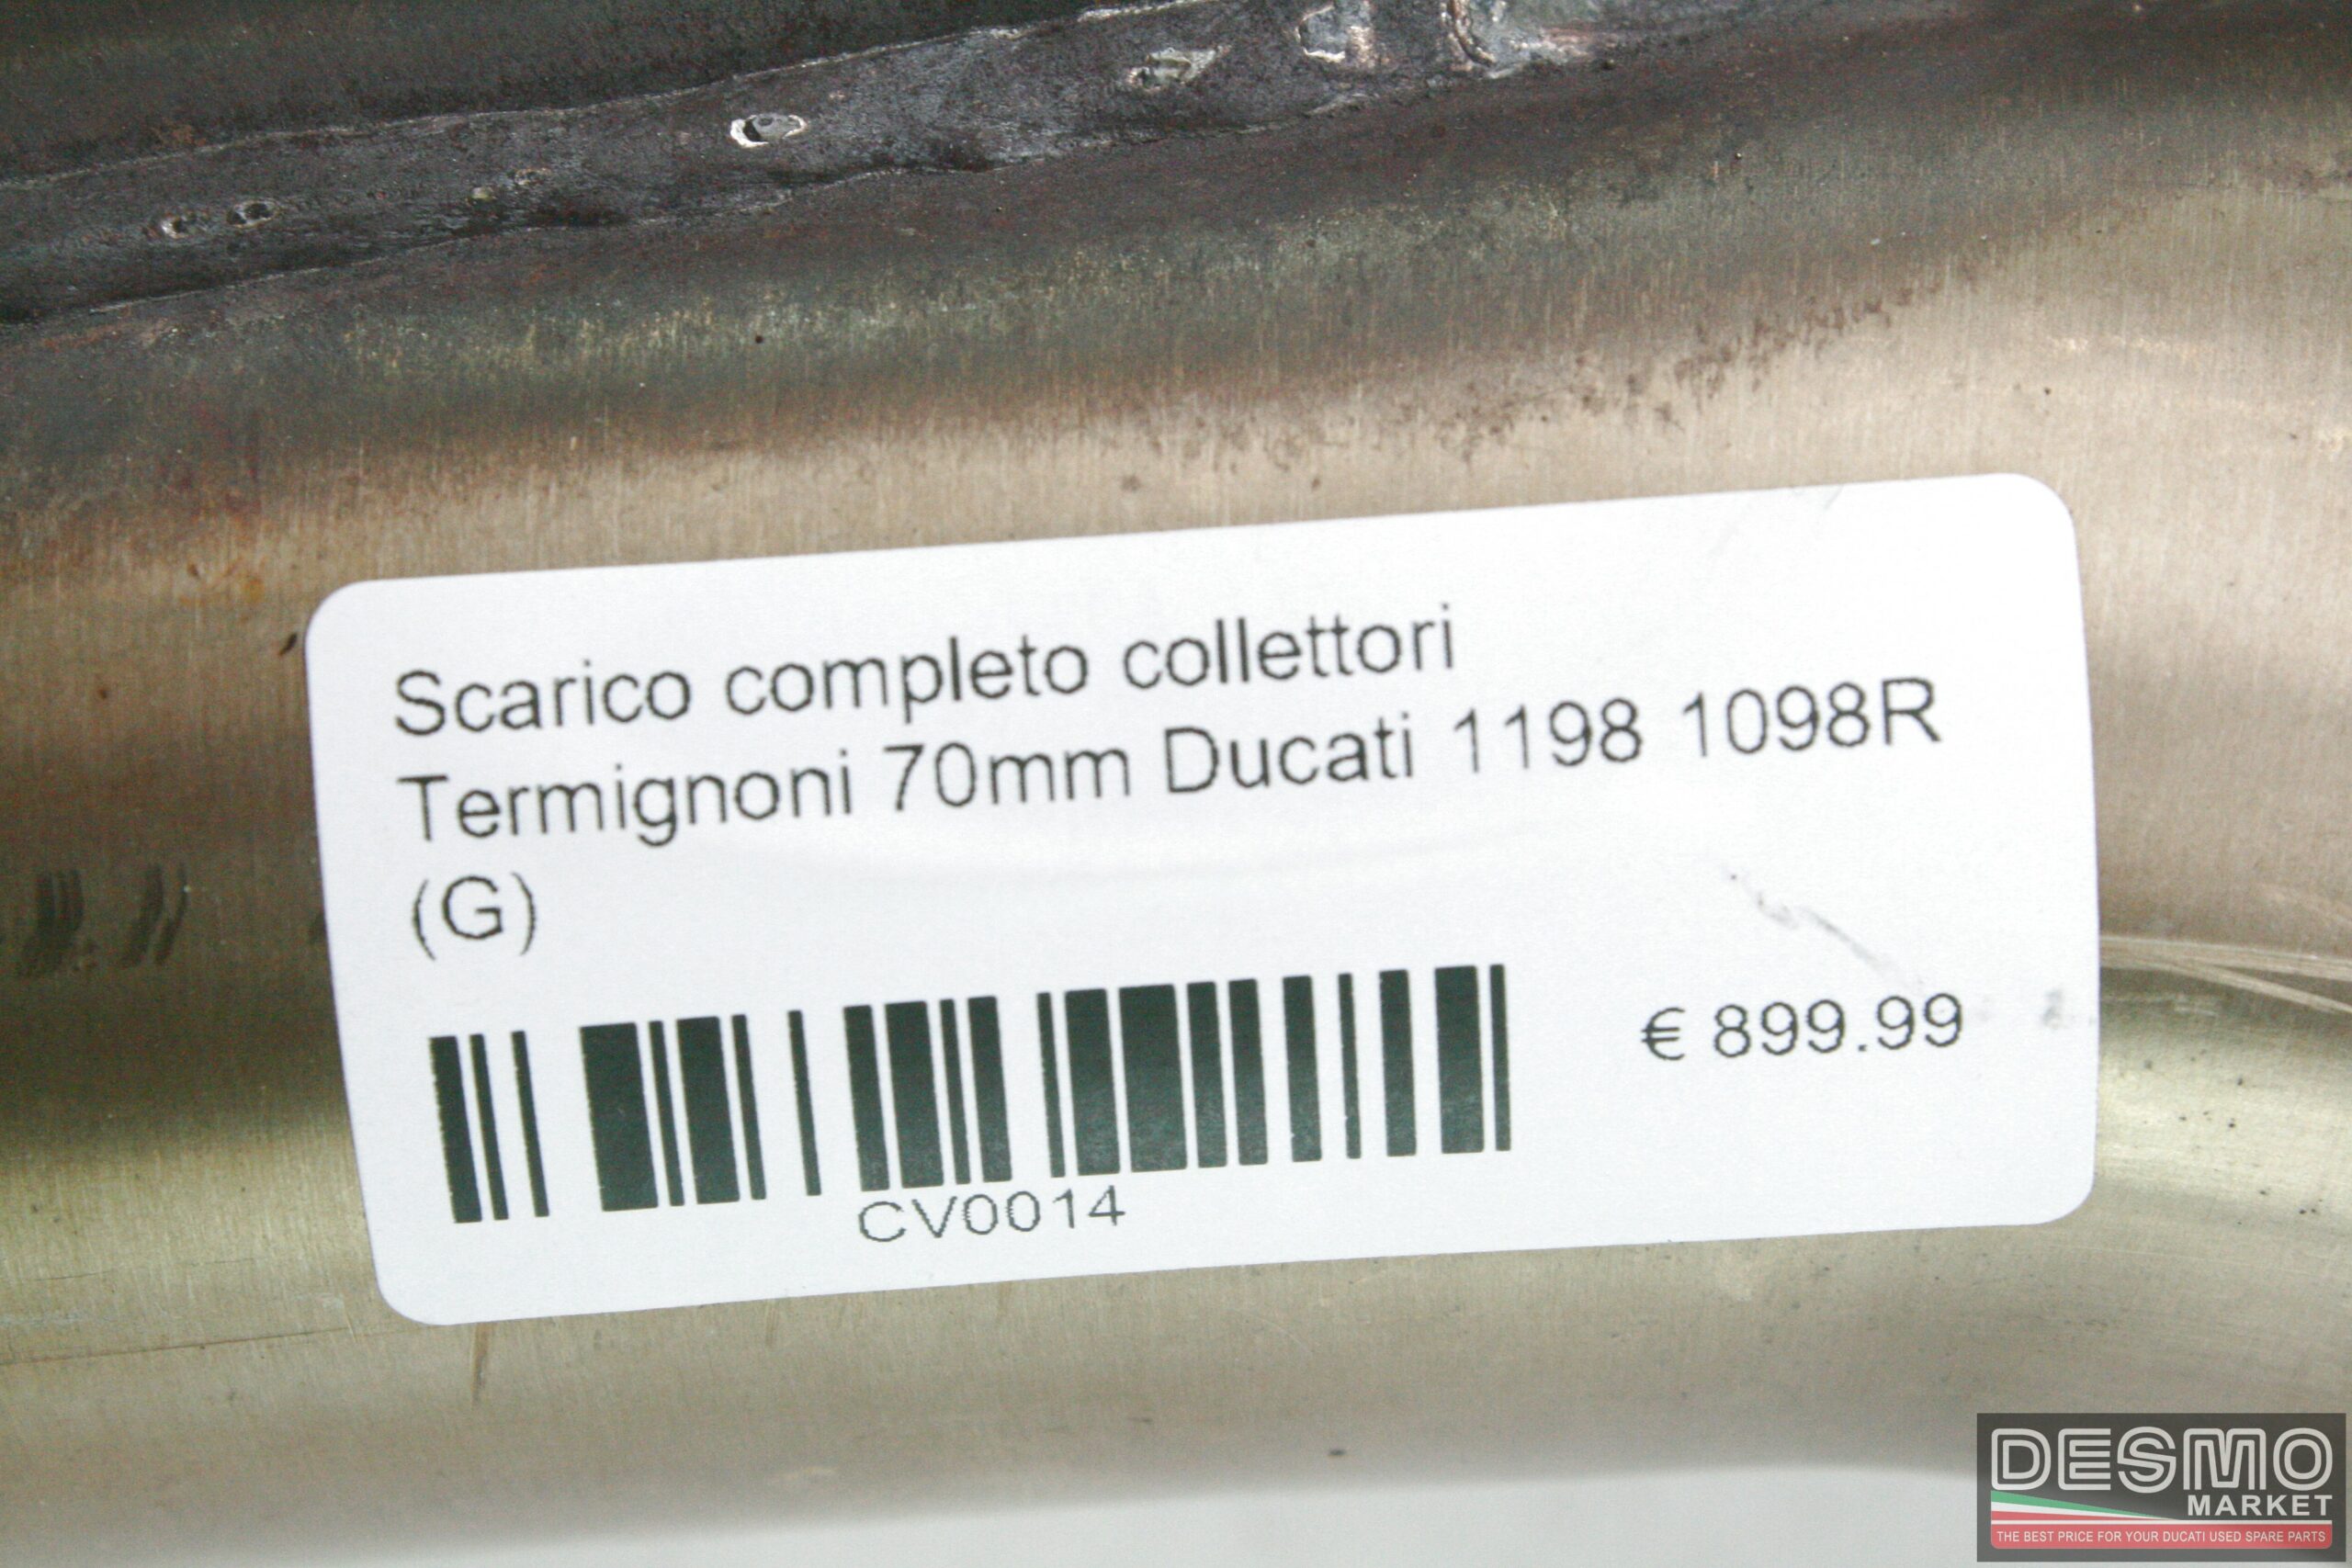 Scarico completo collettori
Termignoni 70mm Ducati 1198 1098R
(G)
€ 899.99
CV0014
DESMO
MARKET
THE BEST PRICE FOR YOUR DUCATI USED SPARE PARTS